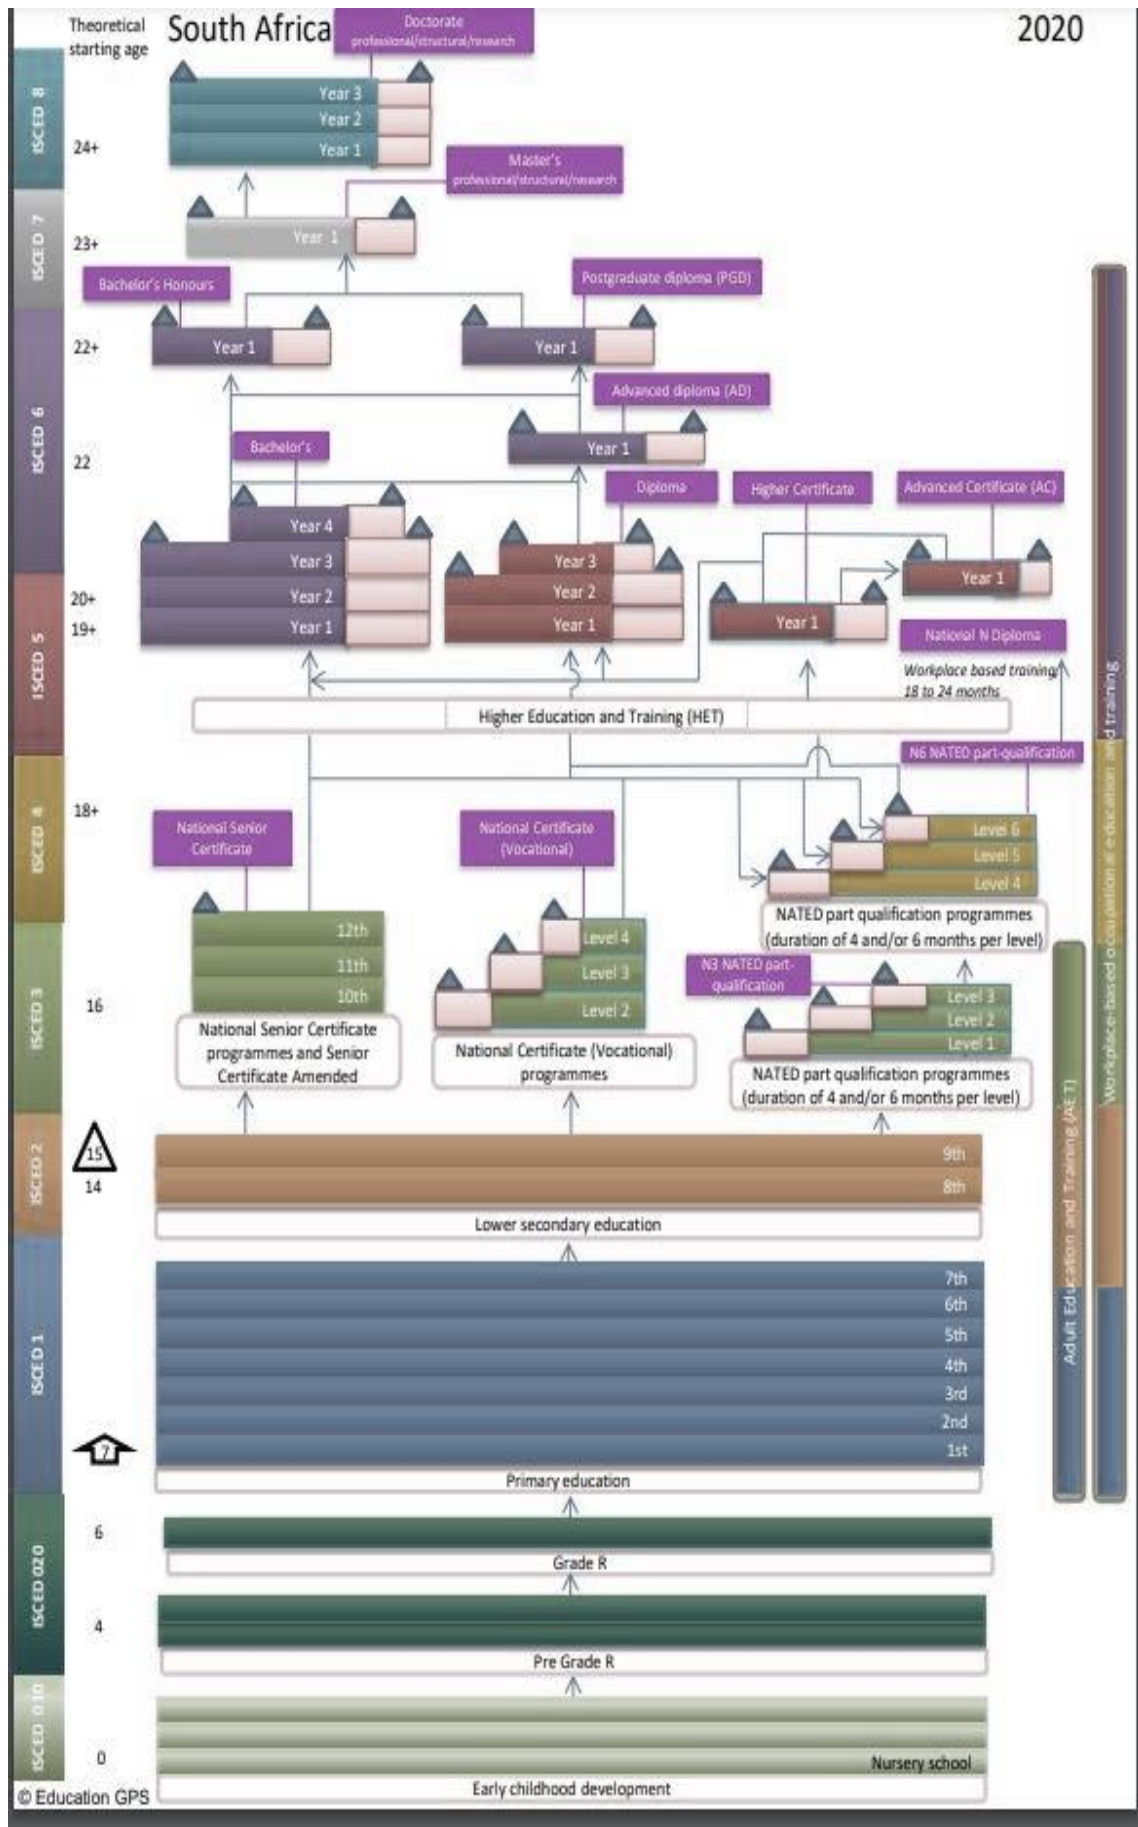 Theoretical
starting age
South Africa
2020
Doctorate
professional/structural/research
ISCED 8
Year 3
Year 2
24+
Year 1
Master's
professional/structural/research
ISCED 7
23+
Year 1
Bachelor's Honours
Postgraduate diploma (PGD)
22+
Year 1
Year 1
Advanced diploma (AD)
ISCED 6
Year 1
22
Bachelor's
Diploma
Higher Certificate
Advanced Certificate (AC)
Year 4
Year 3
Year 3
Year 1
20+
Year 2
Year 2
19+
Year 1
Year 1
Year 1
National N Diploma
ISCED 5
Workplace based training
18 to 24 months
Higher Education and Training (HET)
N6 NATED part-qualification
ISCED 4
18+
National Senior
Certificate
National Certificate
(Vocational)
Level 6
Level 5
Level 4
NATED part qualification programmes
(duration of 4 and/or 6 months per level)
ISCED 3
16
12th
11th
10th
National Senior Certificate
programmes and Senior
Certificate Amended
Level 4
Level 3
Level 2
National Certificate (Vocational)
programmes
N3 NATED part-
qualification
Level 3
Level 2
Level 1
NATED part qualification programmes
(duration of 4 and/or 6 months per level)
Workplace-based occupational education and training
Adult Education and Training (AET)
ISCED 2
15
9th
14
8th
Lower secondary education
ISCED 1
7th
6th
5th
4th
3rd
2nd
7
1st
Primary education
ISCED 020
6
Grade R
4
Pre Grade R
ISCED 010
0
Nursery school
Early childhood development
© Education GPS